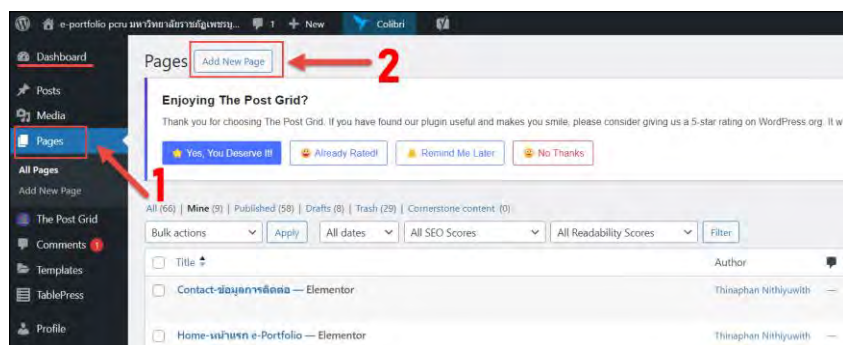 e-portfolio pcru มหาวิทยาลัยราชภัฏเพชรบู... 1 + New Colibri
Dashboard
Posts
Media
Pages
All Pages
Add New Page
The Post Grid
Comments 1
Templates
TablePress
Profile
Pages Add New Page
2
1
Enjoying The Post Grid?
Thank you for choosing The Post Grid. If you have found our plugin useful and makes you smile, please consider giving us a 5-star rating on WordPress.org. It w
Yes, You Deserve It! Already Rated! Remind Me Later No Thanks
All (66) | Mine (9) | Published (58) | Drafts (8) | Trash (29) | Cornerstone content (0)
Bulk actions Apply All dates All SEO Scores All Readability Scores Filter
Title Author
Contact-ข้อมูลการติดต่อ — Elementor Thinaphan Nithiyuwith —
Home-หน้าแรก e-Portfolio — Elementor Thinaphan Nithiyuwith —